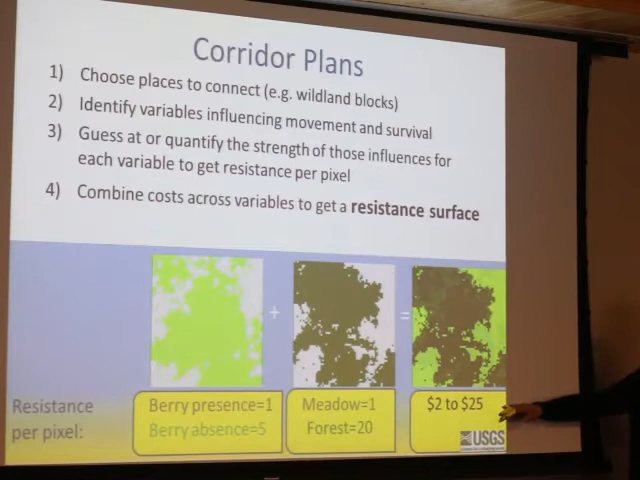 Corridor Plans
1) Choose places to connect (e.g. wildland blocks)
2) Identify variables influencing movement and survival
3) Guess at or quantify the strength of those influences for
each variable to get resistance per pixel
4) Combine costs across variables to get a resistance surface
+ =
Resistance
per pixel:
Berry presence=1
Berry absence=5
Meadow=1
Forest=20
$2 to $25
USGS